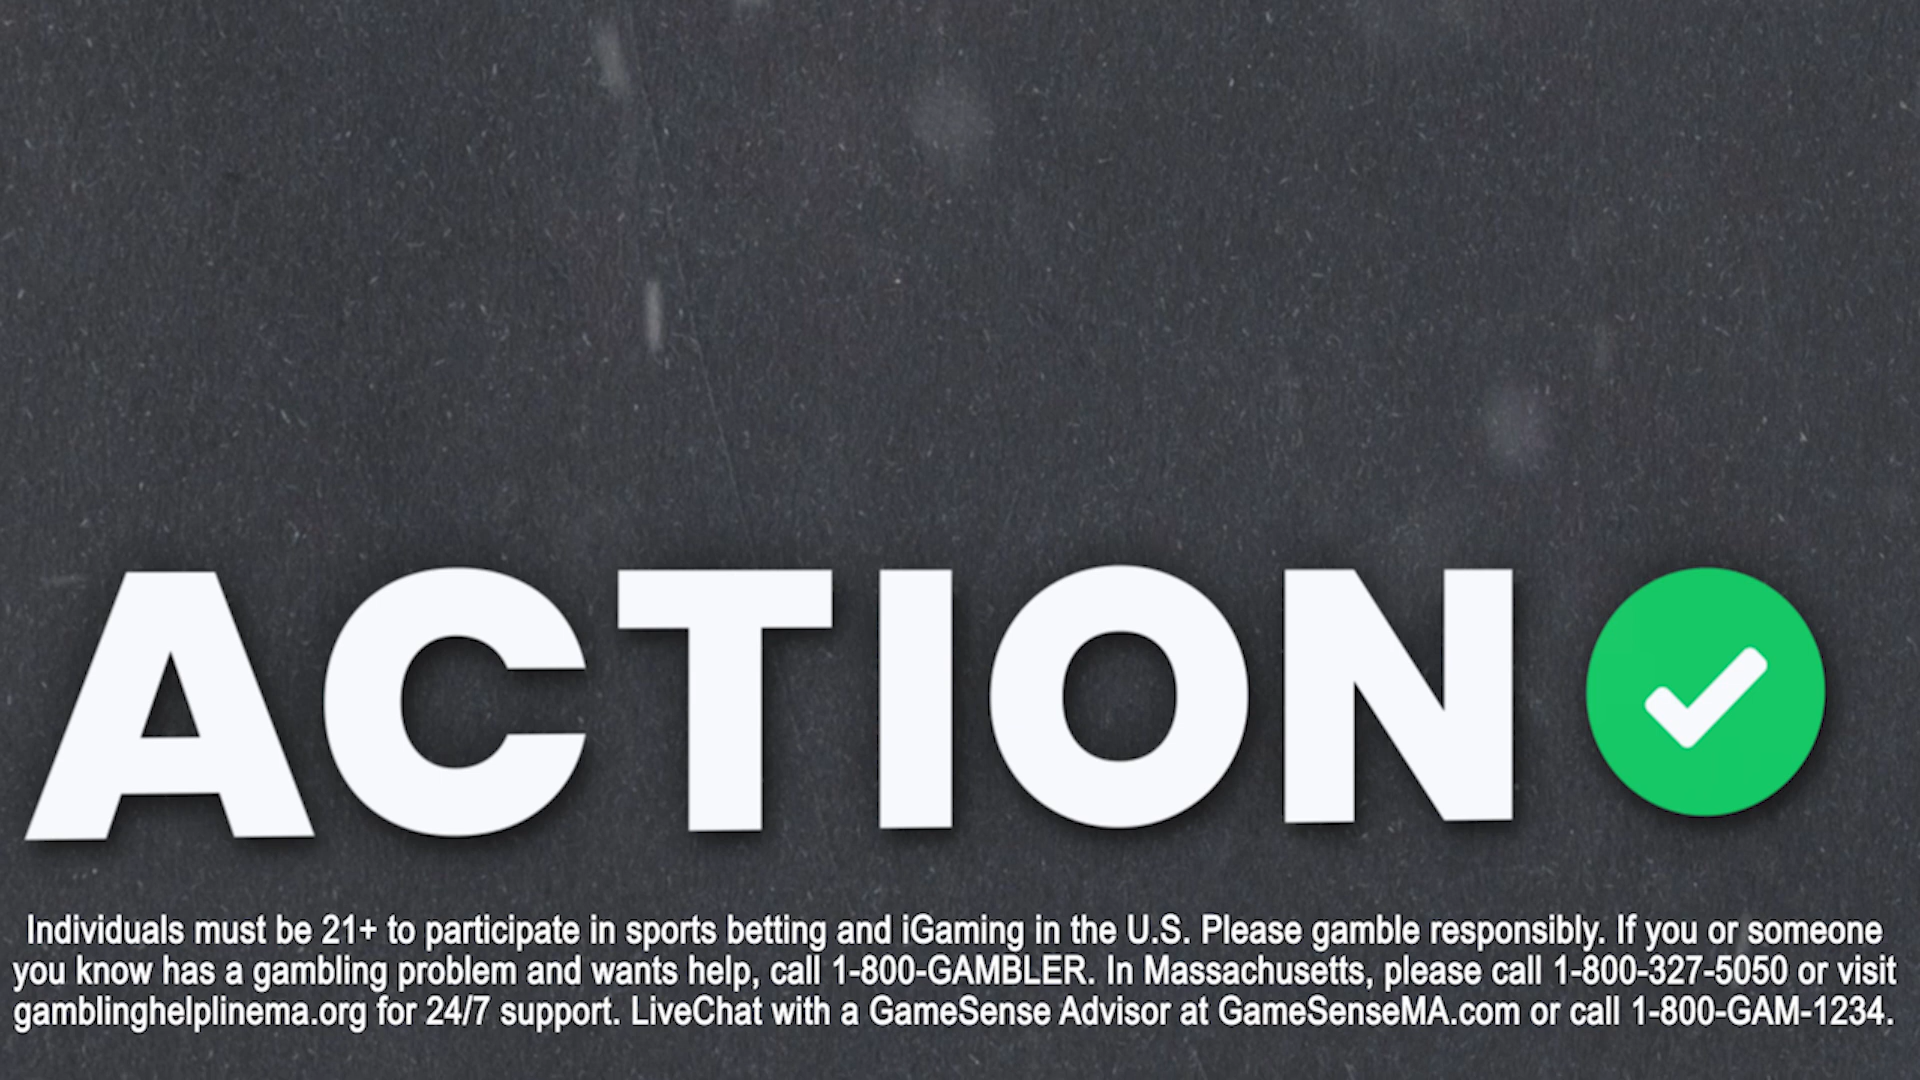 ACTION
Individuals must be 21+ to participate in sports betting and iGaming in the U.S. Please gamble responsibly. If you or someone
you know has a gambling problem and wants help, call 1-800-GAMBLER. In Massachusetts, please call 1-800-327-5050 or visit
gamblinghelplinema.org for 24/7 support. LiveChat with a GameSense Advisor at GameSenseMA.com or call 1-800-GAM-1234.